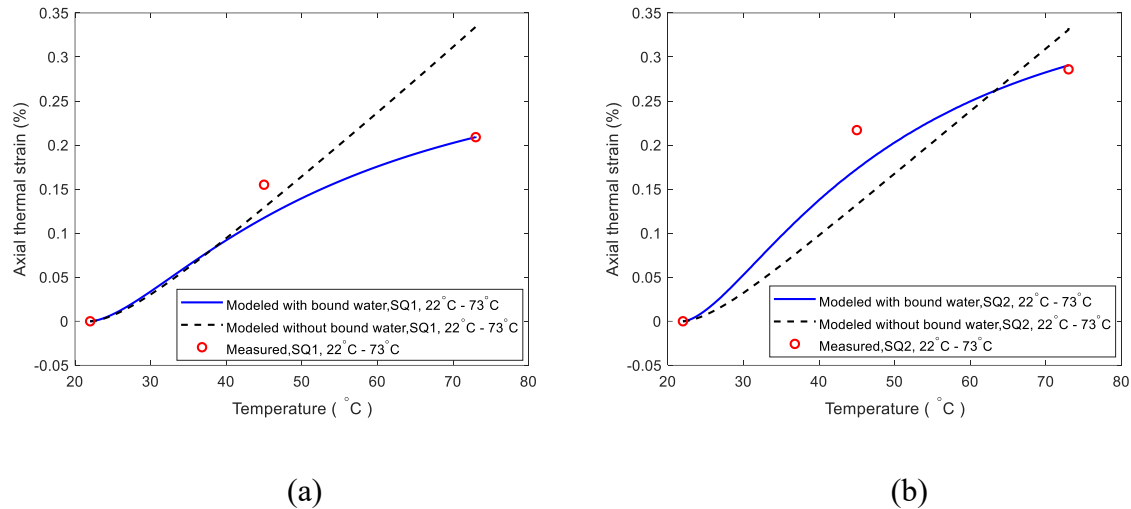 0.35
0.3
0.25
0.2
0.15
0.1
0.05
0
-0.05
Axial thermal strain (%)
20 30 40 50 60 70 80
Temperature ( °C )
Modeled with bound water,SQ1, 22°C - 73°C
Modeled without bound water,SQ1, 22°C - 73°C
Measured,SQ1, 22°C - 73°C
(a)
0.35
0.3
0.25
0.2
0.15
0.1
0.05
0
-0.05
Axial thermal strain (%)
20 30 40 50 60 70 80
Temperature ( °C )
Modeled with bound water,SQ2, 22°C - 73°C
Modeled without bound water,SQ2, 22°C - 73°C
Measured,SQ2, 22°C - 73°C
(b)